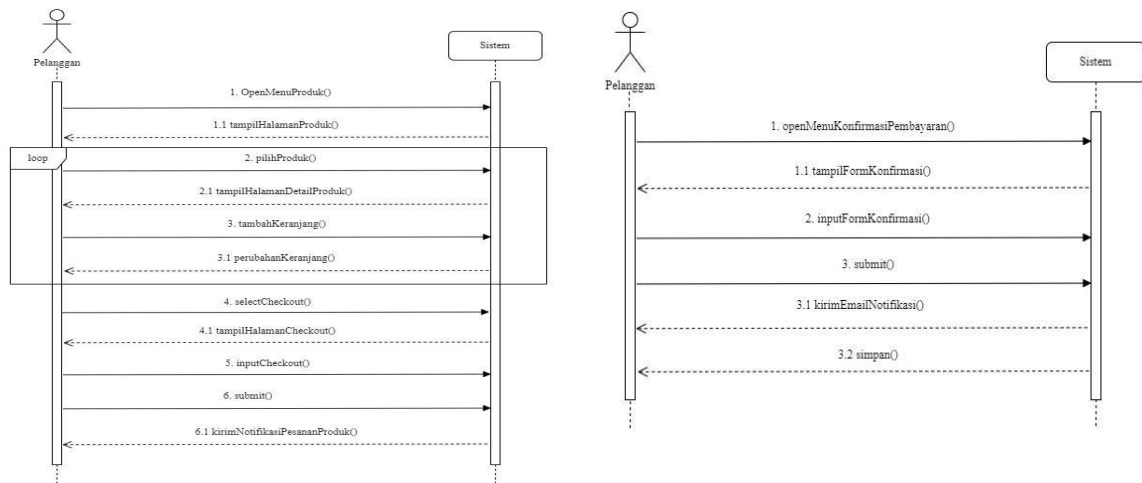 Pelanggan
Sistem
1. OpenMenuProduk()
1.1 tampilHalamanProduk()
loop
2. pilihProduk()
2.1 tampilHalamanDetailProduk()
3. tambahKeranjang()
3.1 perubahanKeranjang()
4. selectCheckout()
4.1 tampilHalamanCheckout()
5. inputCheckout()
6. submit()
6.1 kirimNotifikasiPesananProduk()
Pelanggan
Sistem
1. openMenuKonfirmasiPembayaran()
1.1 tampilFormKonfirmasi()
2. inputFormKonfirmasi()
3. submit()
3.1 kirimEmailNotifikasi()
3.2 simpan()